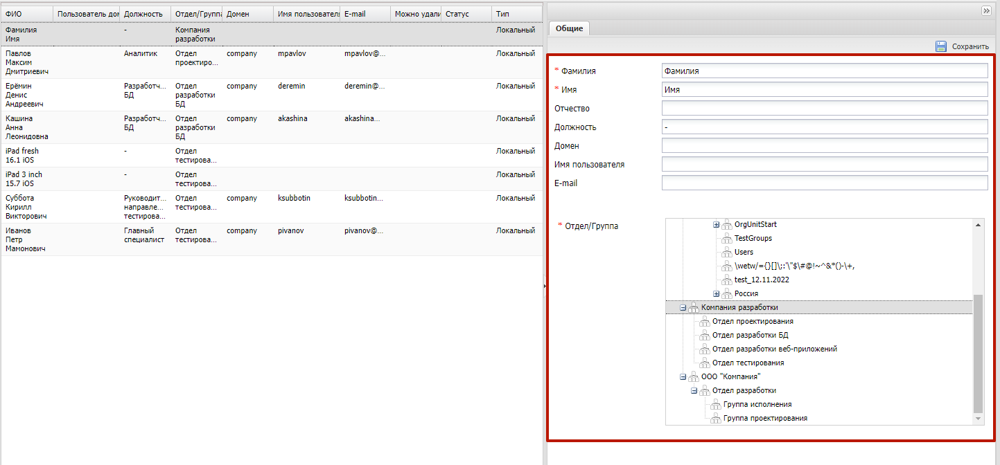 ФИО Пользователь дом Должность Отдел/Группа Домен Имя пользователя E-mail Можно удали Статус Тип
Фамилия - Компания Локальный
Имя разработки
Павлов Аналитик Отдел company mpavlov mpavlov@... Локальный
Максим проектиро...
Дмитриевич
Ерёмин Разработч... Отдел company deremin deremin@... Локальный
Денис БД разработки
Андреевич БД
Кашина Разработч... Отдел company akashina akashina... Локальный
Анна БД разработки
Леонидовна БД
iPad fresh - Отдел Локальный
16.1 iOS тестирова...
iPad 3 inch - Отдел Локальный
15.7 iOS тестирова...
Суббота Руководит... Отдел company ksubbotin ksubbotin... Локальный
Кирилл направле... тестирова...
Викторович тестирова...
Иванов Главный Отдел company pivanov pivanov@... Локальный
Петр специалист тестирова...
Мамонович
Общие
Сохранить
* Фамилия Фамилия
* Имя Имя
Отчество
Должность -
Домен
Имя пользователя
E-mail
* Отдел/Группа
OrgUnitStart
TestGroups
Users
\wetw/={}[]\;:'\"$\#@!~^&*()-\+,
test_12.11.2022
Россия
Компания разработки
Отдел проектирования
Отдел разработки БД
Отдел разработки веб-приложений
Отдел тестирования
ООО "Компания"
Отдел разработки
Группа исполнения
Группа проектирования